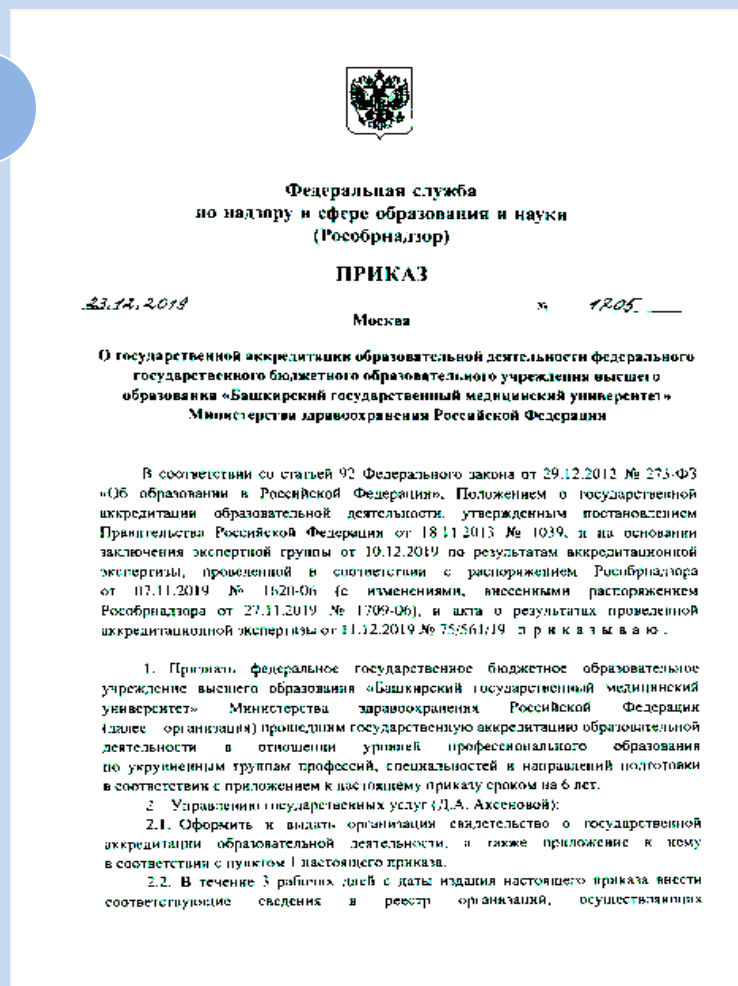 Федеральная служба
по надзору в сфере образования и науки
(Рособрнадзор)
ПРИКАЗ
23.12.2019 № 1205
Москва
О государственной аккредитации образовательной деятельности федерального
государственного бюджетного образовательного учреждения высшего
образования «Башкирский государственный медицинский университет»
Министерства здравоохранения Российской Федерации
В соответствии со статьей 92 Федерального закона от 29.12.2012 № 273-ФЗ
«Об образовании в Российской Федерации», Положением о государственной
аккредитации образовательной деятельности, утвержденным постановлением
Правительства Российской Федерации от 18.11.2013 № 1039, и на основании
заключения экспертной группы от 10.12.2019 по результатам аккредитационной
экспертизы, проведенной в соответствии с распоряжением Рособрнадзора
от 07.11.2019 № 1620-06 (с изменениями, внесенными распоряжением
Рособрнадзора от 27.11.2019 № 1709-06), и акта о результатах проведенной
аккредитационной экспертизы от 11.12.2019 № 75/561/19 п р и к а з ы в а ю :
1. Признать федеральное государственное бюджетное образовательное
учреждение высшего образования «Башкирский государственный медицинский
университет» Министерства здравоохранения Российской Федерации
(далее – организация) прошедшим государственную аккредитацию образовательной
деятельности в отношении уровней профессионального образования
по укрупненным группам профессий, специальностей и направлений подготовки
в соответствии с приложением к настоящему приказу сроком на 6 лет.
2. Управлению государственных услуг (Д.А. Аксеновой):
2.1. Оформить и выдать организации свидетельство о государственной
аккредитации образовательной деятельности, а также приложение к нему
в соответствии с пунктом 1 настоящего приказа.
2.2. В течение 3 рабочих дней с даты издания настоящего приказа внести
соответствующие сведения в реестр организаций, осуществляющих